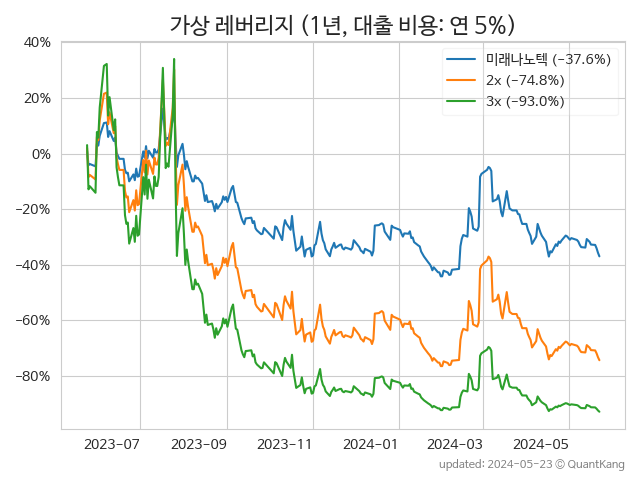 가상 레버리지 (1년, 대출 비용: 연 5%)
40%
20%
0%
−20%
−40%
−60%
−80%
미래나노텍 (−37.6%)
2x (−74.8%)
3x (−93.0%)
2023-07 2023-09 2023-11 2024-01 2024-03 2024-05
updated: 2024-05-23 © QuantKang